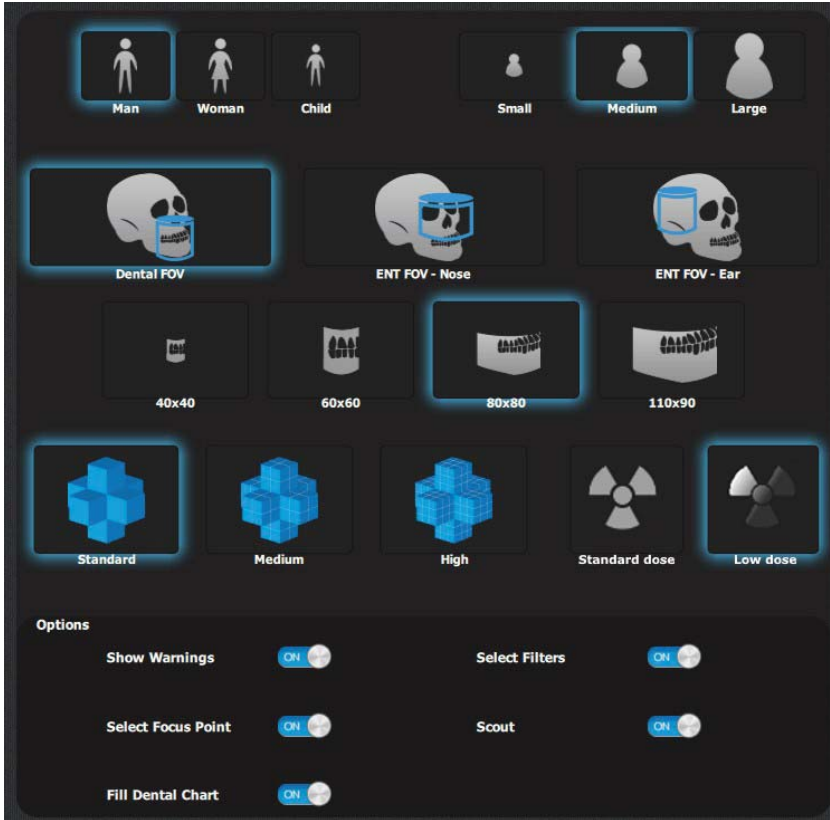 Man Woman Child Small Medium Large
Dental FOV ENT FOV - Nose ENT FOV - Ear
40x40 60x60 80x80 110x90
Standard Medium High Standard dose Low dose
Options
Show Warnings ON Select Filters ON
Select Focus Point ON Scout ON
Fill Dental Chart ON